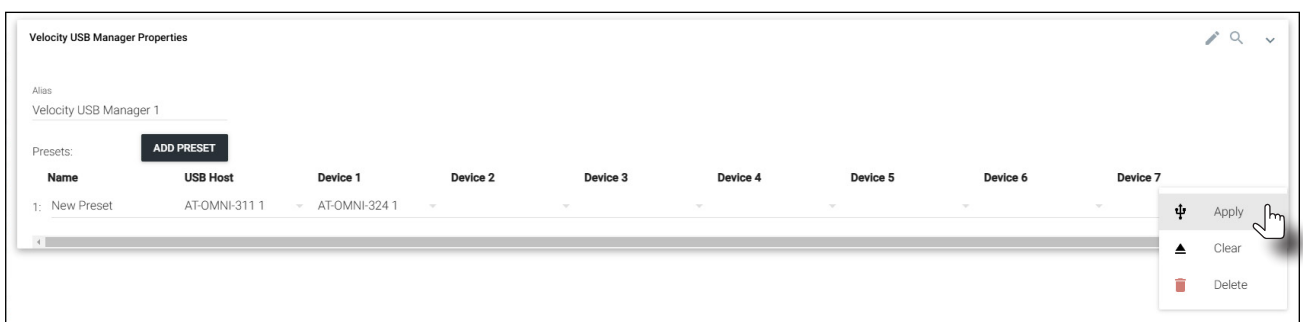 Velocity USB Manager Properties
Alias
Velocity USB Manager 1
Presets: ADD PRESET
Name USB Host Device 1 Device 2 Device 3 Device 4 Device 5 Device 6 Device 7
1: New Preset AT-OMNI-311 1 AT-OMNI-324 1
Apply
Clear
Delete